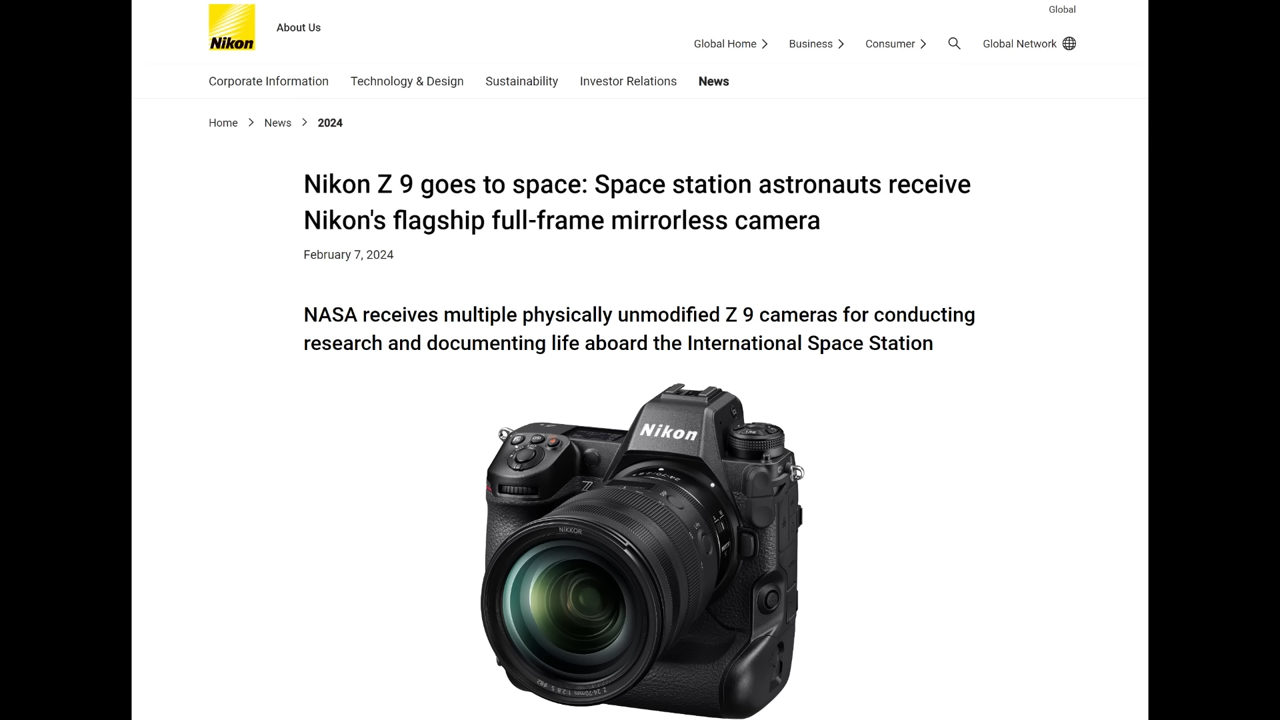 Nikon
About Us
Global
Global Home
Business
Consumer
Global Network
Corporate Information
Technology & Design
Sustainability
Investor Relations
News
Home
News
2024
Nikon Z 9 goes to space: Space station astronauts receive
Nikon's flagship full-frame mirrorless camera
February 7, 2024
NASA receives multiple physically unmodified Z 9 cameras for conducting
research and documenting life aboard the International Space Station
Nikon
NIKKOR